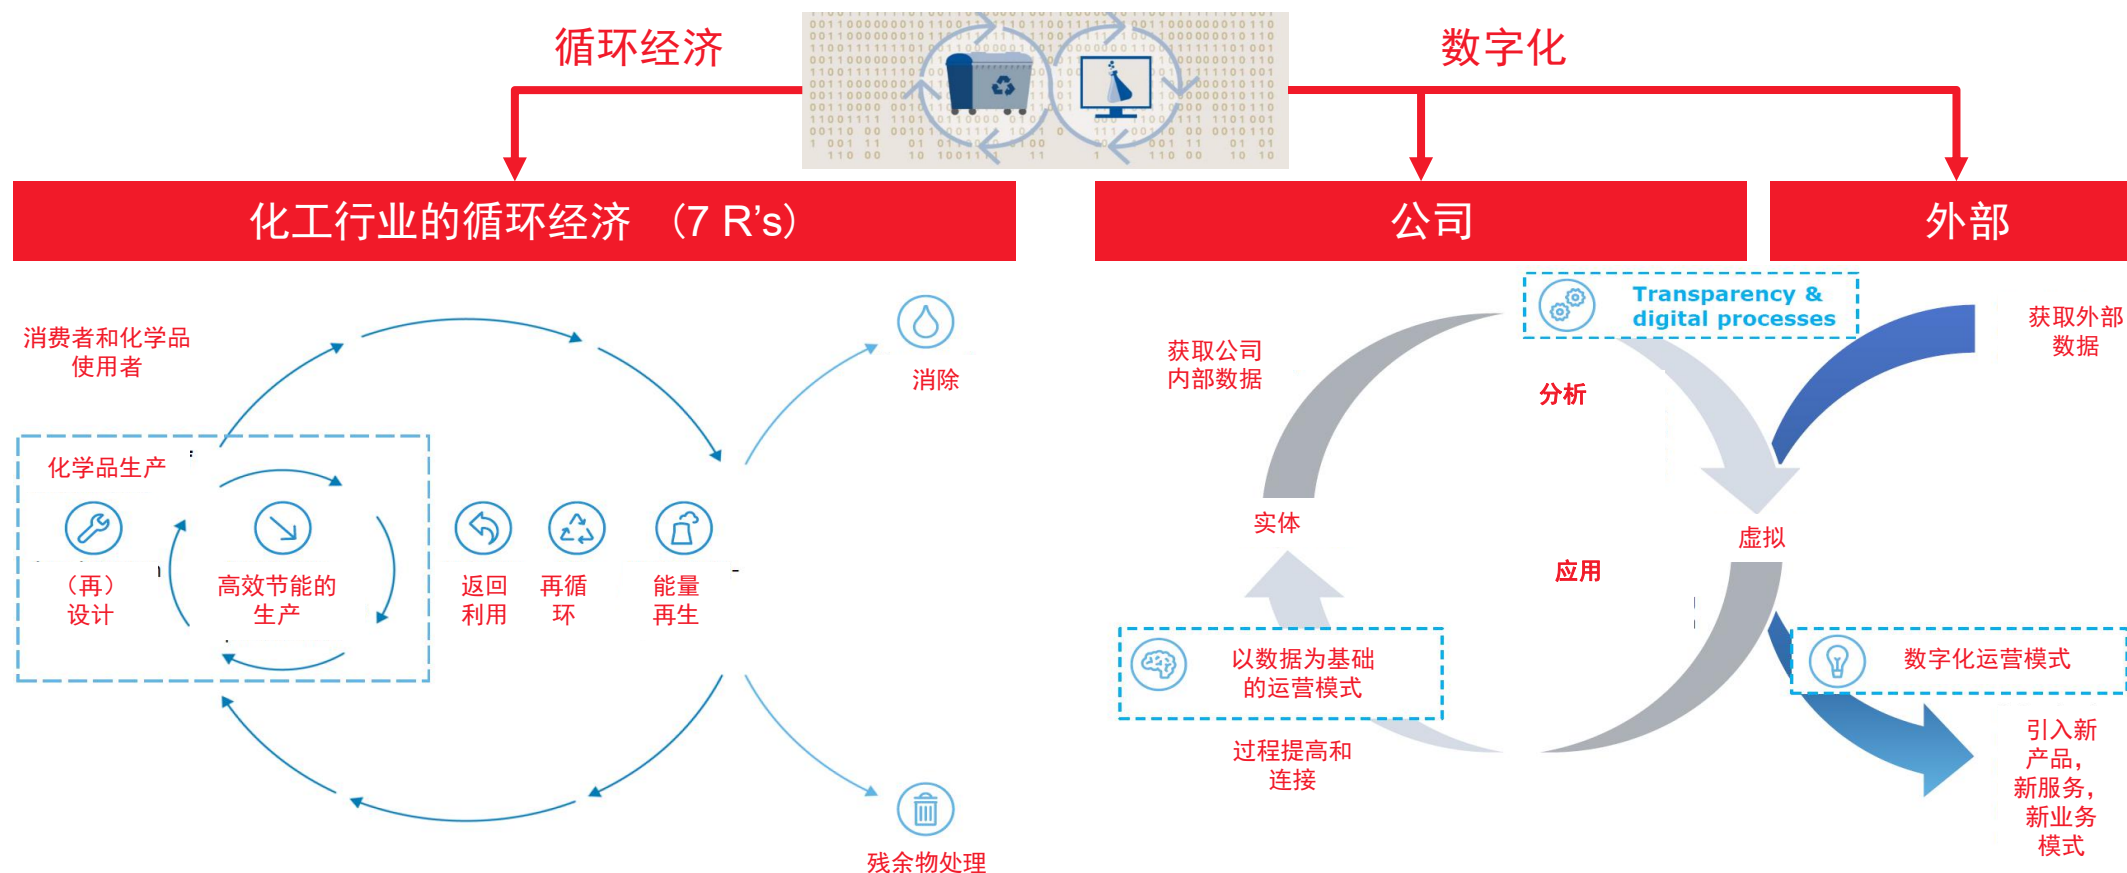 循环经济
数字化
化工行业的循环经济 （7 R's）
公司
外部
消费者和化学品
使用者
消除
化学品生产
（再）
设计
高效节能的
生产
返回
利用
再循
环
能量
再生
残余物处理
Transparency &
digital processes
获取公司
内部数据
分析
获取外部
数据
实体
虚拟
应用
以数据为基础
的运营模式
过程提高和
连接
数字化运营模式
引入新
产品，
新服务，
新业务
模式